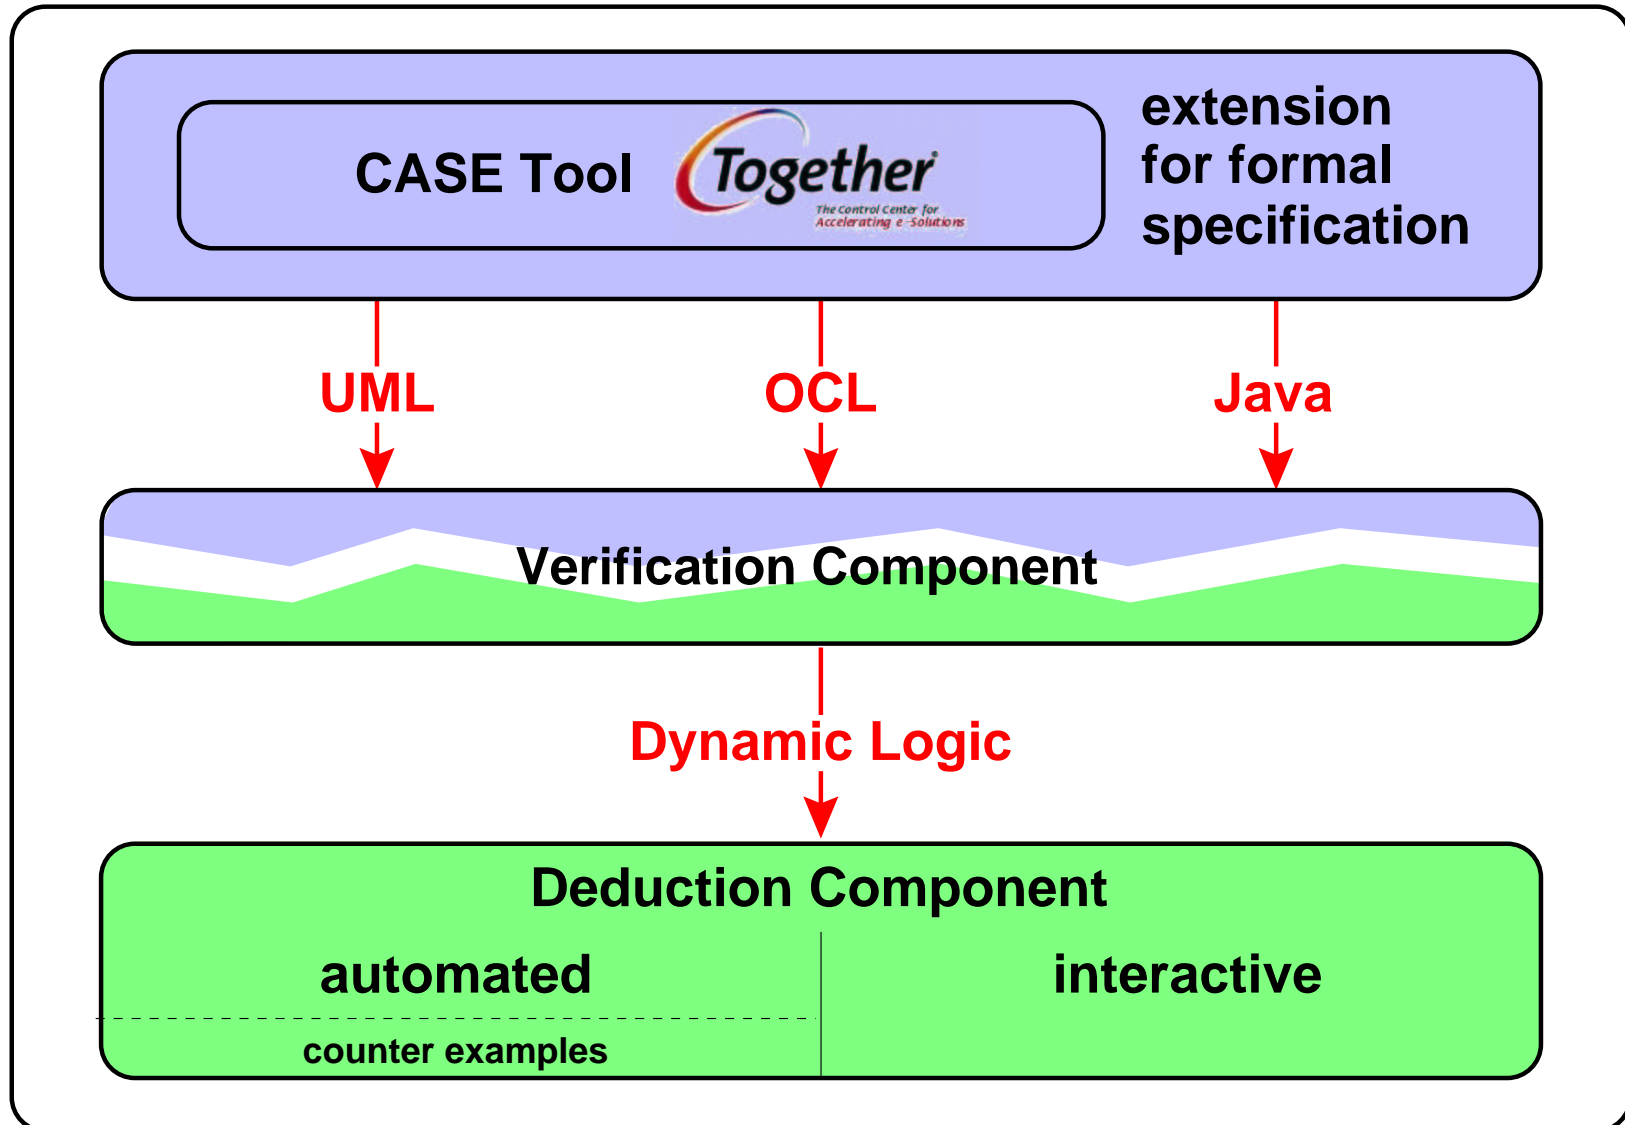 extension
for formal
specification
CASE Tool
Together®
The Control Center for
Accelerating e-Solutions
UML
OCL
Java
Verification Component
Dynamic Logic
Deduction Component
automated
interactive
counter examples